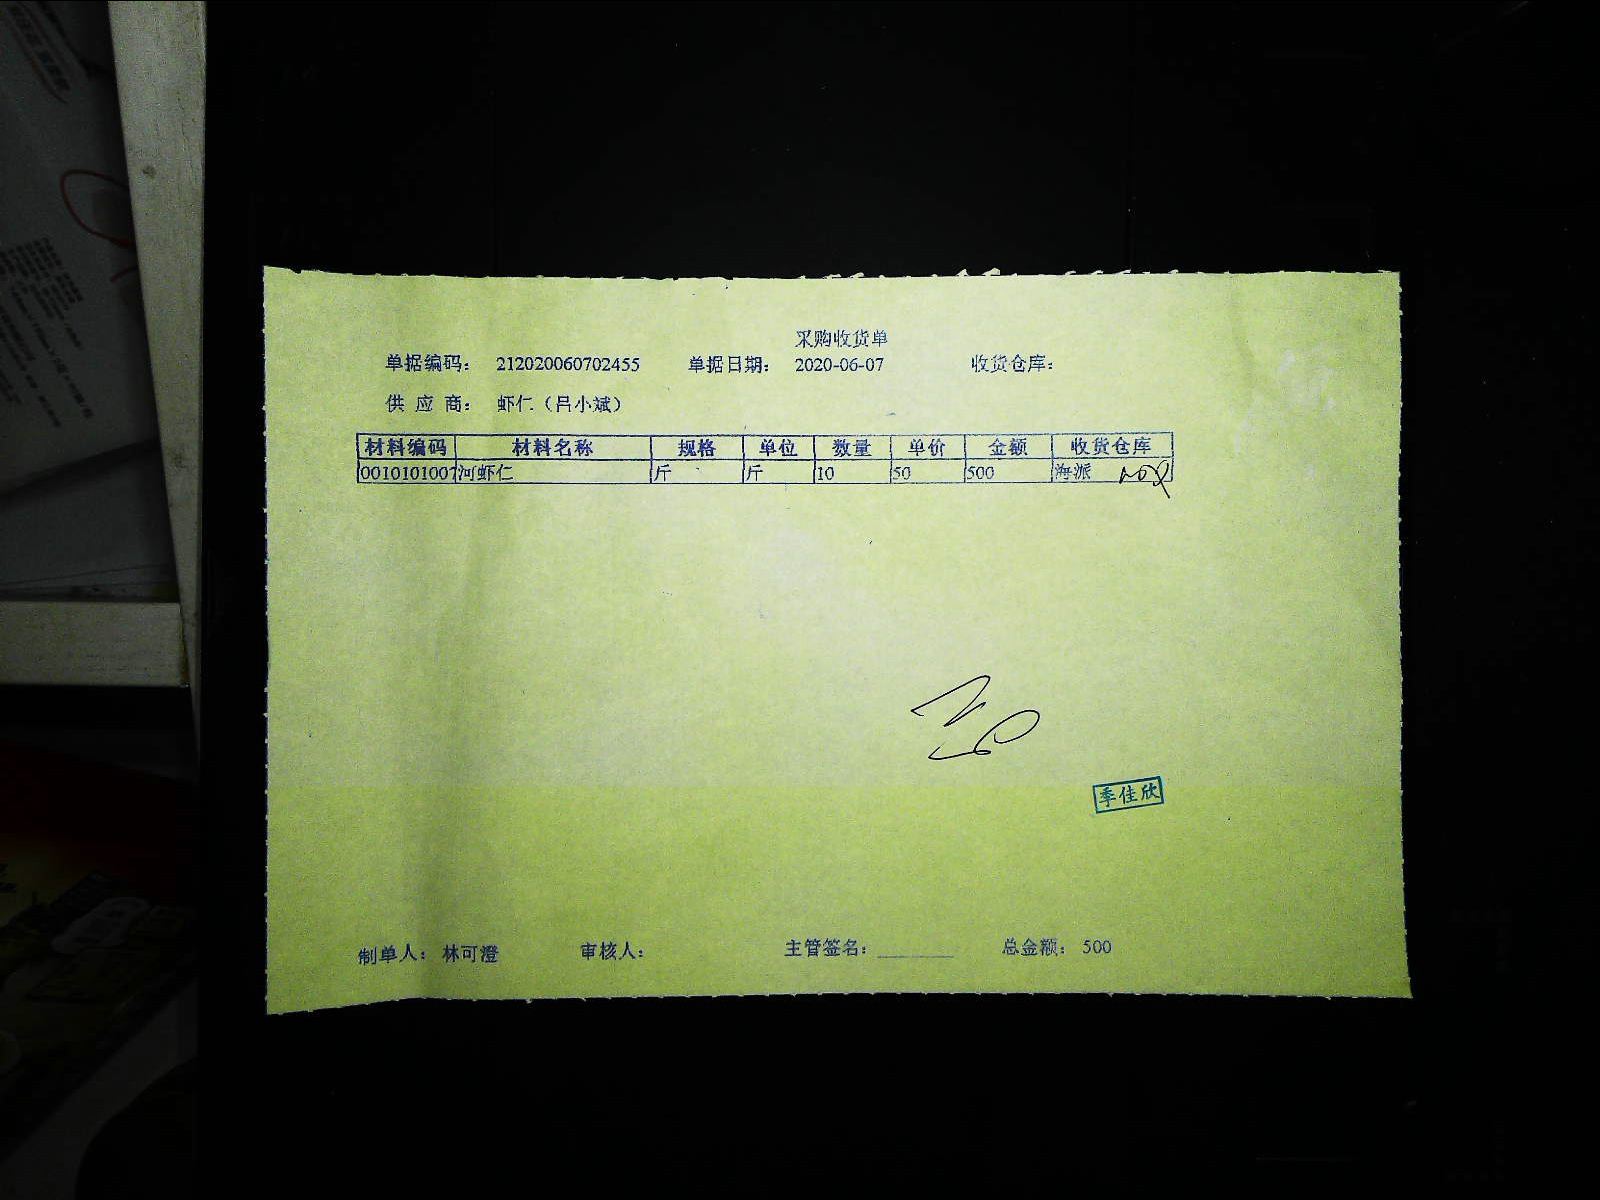 采购收货单
单据编码: 212020060702455 单据日期: 2020-06-07 收货仓库:
供 应 商: 虾仁（吕小斌）
材料编码 材料名称 规格 单位 数量 单价 金额 收货仓库
0010101007 河虾仁 斤 斤 10 50 500 海派
季佳欣
制单人: 林可澄 审核人: 主管签名: ________ 总金额: 500